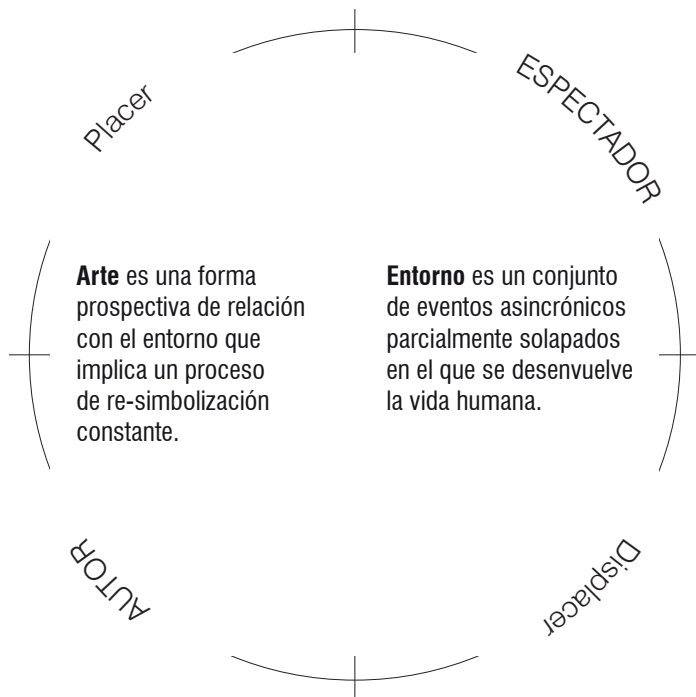 Placer
ESPECTADOR
Arte es una forma
prospectiva de relación
con el entorno que
implica un proceso
de re-simbolización
constante.
Entorno es un conjunto
de eventos asincrónicos
parcialmente solapados
en el que se desenvuelve
la vida humana.
AUTOR
Displacer